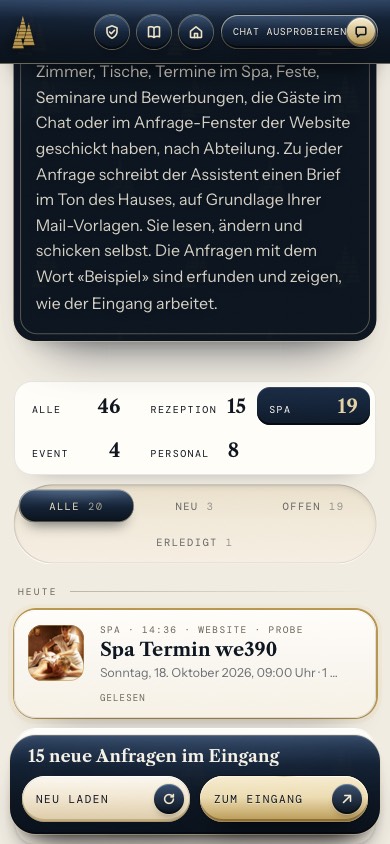 CHAT AUSPROBIEREN
Zimmer, Tische, Termine im Spa, Feste,
Seminare und Bewerbungen, die Gäste im
Chat oder im Anfrage-Fenster der Website
geschickt haben, nach Abteilung. Zu jeder
Anfrage schreibt der Assistent einen Brief
im Ton des Hauses, auf Grundlage Ihrer
Mail-Vorlagen. Sie lesen, ändern und
schicken selbst. Die Anfragen mit dem
Wort «Beispiel» sind erfunden und zeigen,
wie der Eingang arbeitet.
ALLE 46 REZEPTION 15 SPA 19
EVENT 4 PERSONAL 8
ALLE 20 NEU 3 OFFEN 19
ERLEDIGT 1
HEUTE
SPA · 14:36 · WEBSITE · PROBE
Spa Termin we390
Sonntag, 18. Oktober 2026, 09:00 Uhr · 1 ...
GELESEN
15 neue Anfragen im Eingang
NEU LADEN ZUM EINGANG